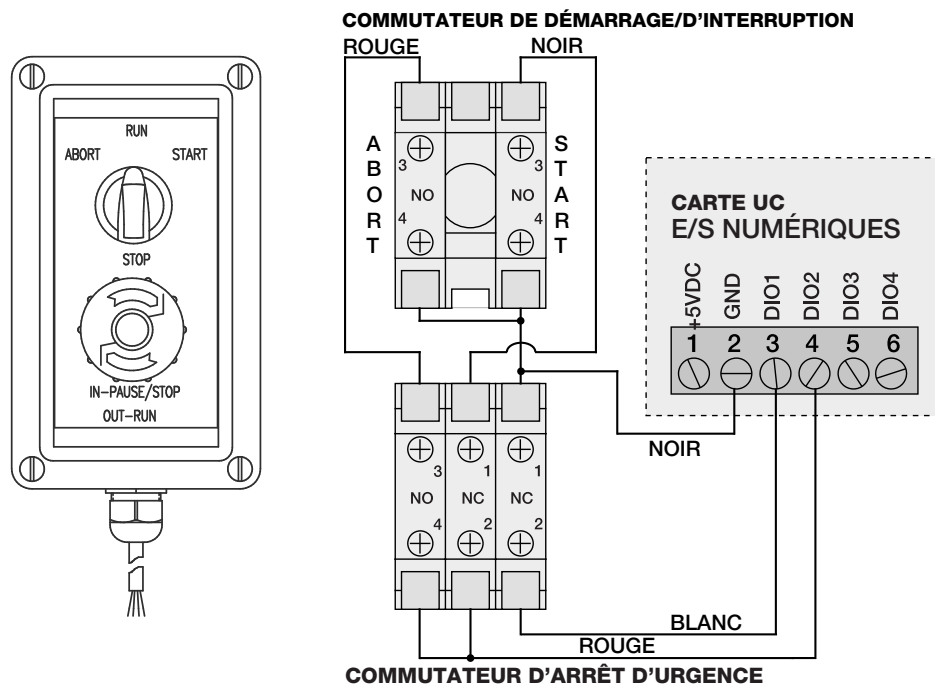 COMMUTATEUR DE DÉMARRAGE/D'INTERRUPTION
ROUGE
NOIR
RUN
ABORT
START
STOP
IN-PAUSE/STOP
OUT-RUN
ABORT
START
3
NO
4
3
NO
4
CARTE UC
E/S NUMÉRIQUES
+5VDC
GND
DIO1
DIO2
DIO3
DIO4
1 2 3 4 5 6
NOIR
3
NO
4
1
NC
2
1
NC
2
BLANC
ROUGE
COMMUTATEUR D'ARRÊT D'URGENCE